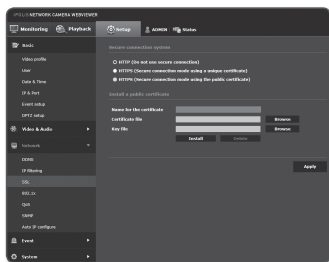 iPOLiS NETWORK CAMERA WEBVIEWER
Monitoring
Playback
Setup
ADMIN
Status
Basic
Video profile
User
Date & Time
IP & Port
Event setup
DPTZ setup
Video & Audio
Network
DDNS
IP filtering
SSL
802.1x
QoS
SNMP
Auto IP configure
Event
System
Secure connection system
HTTP (Do not use secure connection)
HTTPS (Secure connection mode using a unique certificate)
HTTPS (Secure connection mode using the public certificate)
Install a public certificate
Name for the certificate
Certificate file
Browse
Key file
Browse
Install
Delete
Apply